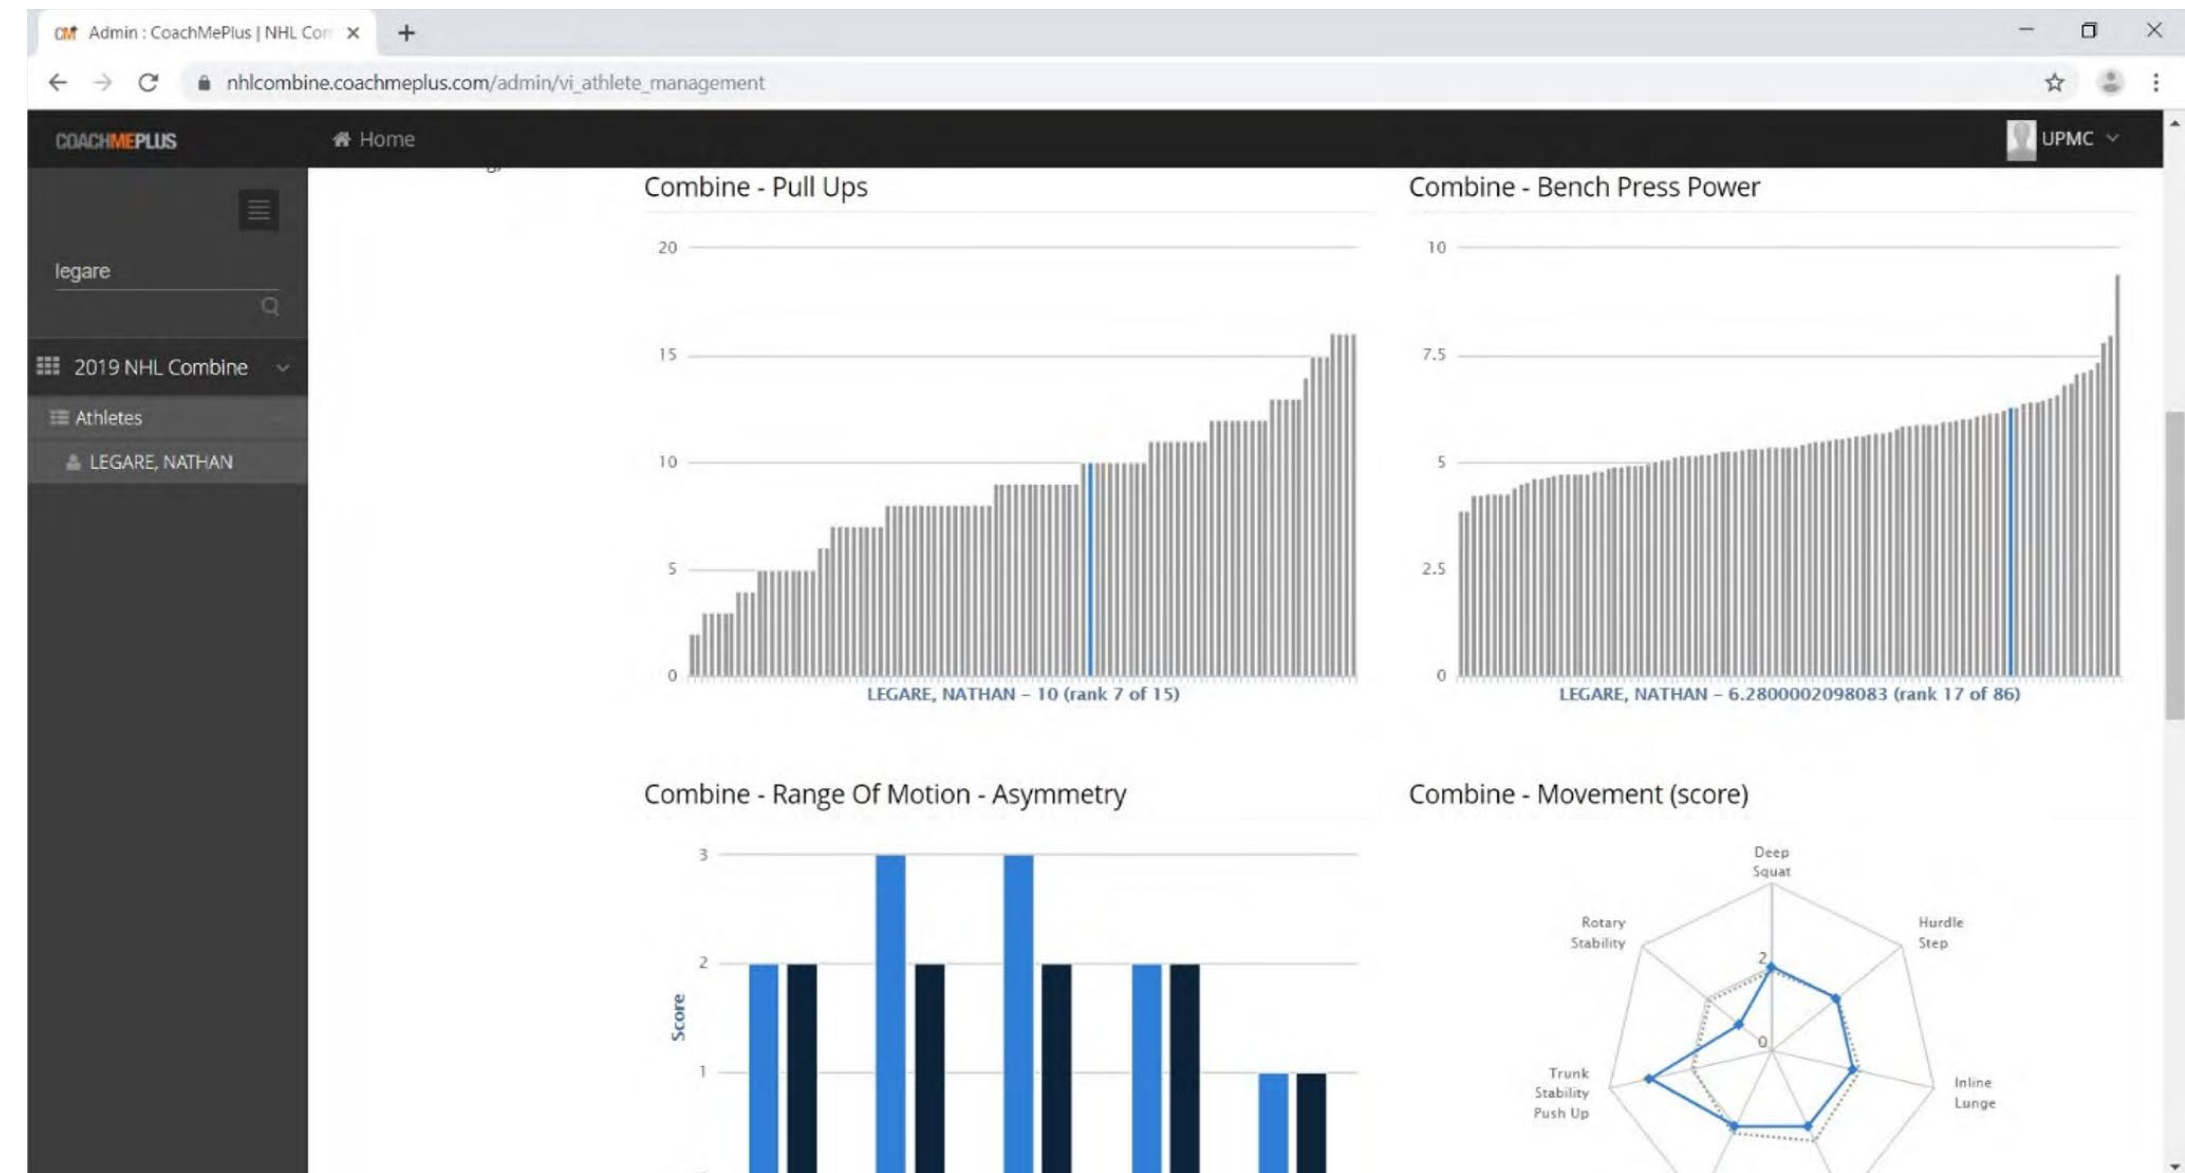 CM Admin : CoachMePlus | NHL Con
nhlcombine.coachmeplus.com/admin/vi_athlete_management
COACHMEPLUS
Home
UPMC
legare
2019 NHL Combine
Athletes
LEGARE, NATHAN
Combine - Pull Ups
20
15
10
5
0
LEGARE, NATHAN – 10 (rank 7 of 15)
Combine - Bench Press Power
10
7.5
5
2.5
0
LEGARE, NATHAN – 6.2800002098083 (rank 17 of 86)
Combine - Range Of Motion - Asymmetry
3
2
1
Score
Combine - Movement (score)
Deep
Squat
Rotary
Stability
Hurdle
Step
2
0
Trunk
Stability
Push Up
Inline
Lunge